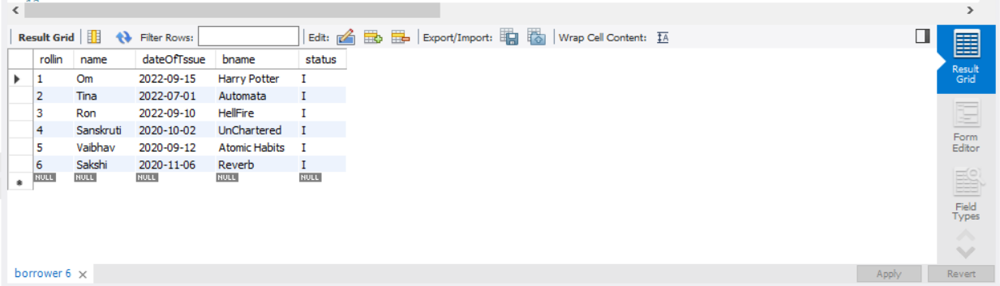 Result Grid Filter Rows: Edit: Export/Import: Wrap Cell Content: IA
rollin name dateOfTssue bname status
1 Om 2022-09-15 Harry Potter I
2 Tina 2022-07-01 Automata I
3 Ron 2022-09-10 HellFire I
4 Sanskruti 2020-10-02 UnChartered I
5 Vaibhav 2020-09-12 Atomic Habits I
6 Sakshi 2020-11-06 Reverb I
NULL NULL NULL NULL NULL
Result
Grid
Form
Editor
Field
Types
borrower 6 Apply Revert